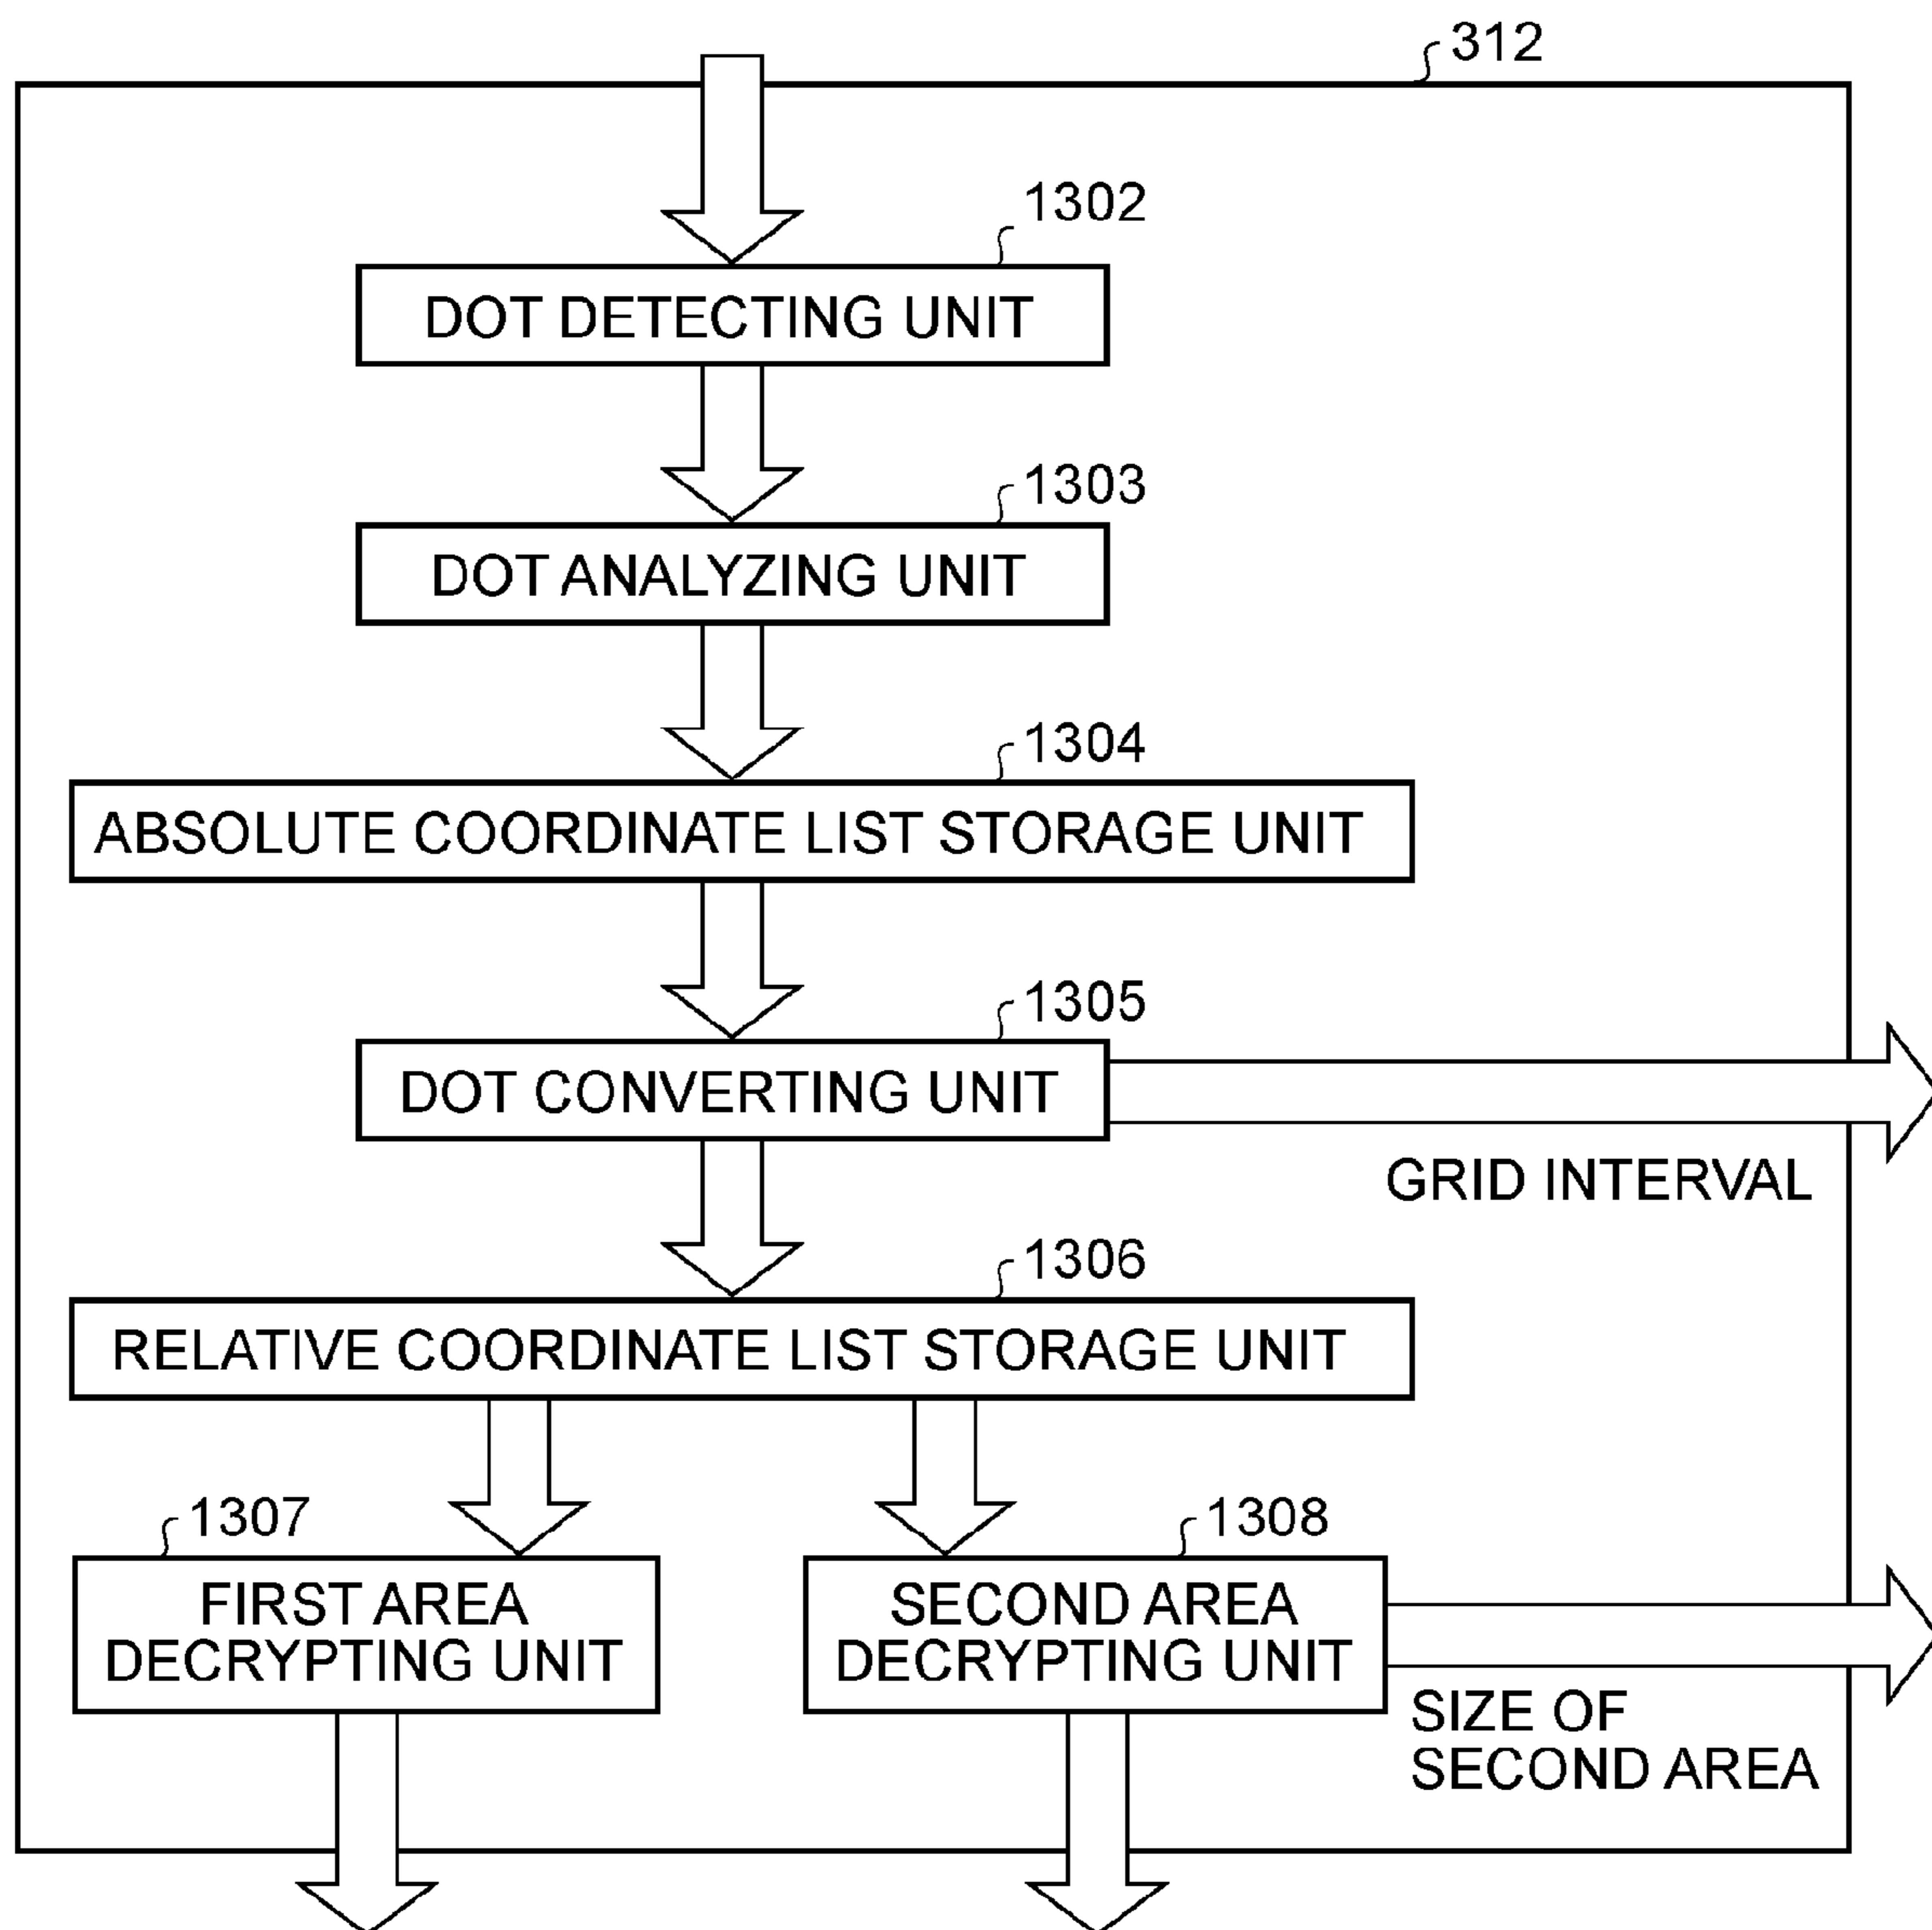 312
1302
DOT DETECTING UNIT
1303
DOT ANALYZING UNIT
1304
ABSOLUTE COORDINATE LIST STORAGE UNIT
1305
DOT CONVERTING UNIT
GRID INTERVAL
1306
RELATIVE COORDINATE LIST STORAGE UNIT
1307
FIRST AREA
DECRYPTING UNIT
1308
SECOND AREA
DECRYPTING UNIT
SIZE OF
SECOND AREA